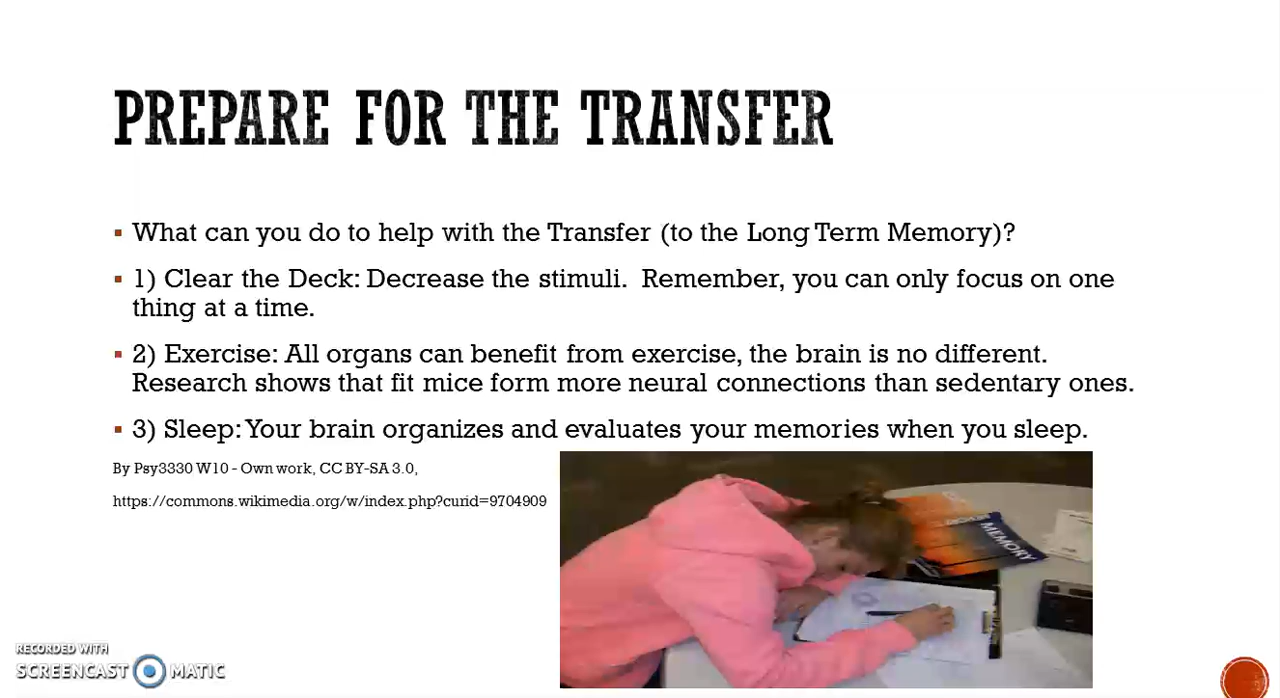 PREPARE FOR THE TRANSFER
▪ What can you do to help with the Transfer (to the Long Term Memory)?
▪ 1) Clear the Deck: Decrease the stimuli.  Remember, you can only focus on one
thing at a time.
▪ 2) Exercise: All organs can benefit from exercise, the brain is no different.
Research shows that fit mice form more neural connections than sedentary ones.
▪ 3) Sleep: Your brain organizes and evaluates your memories when you sleep.
By Psy3330 W10 - Own work, CC BY-SA 3.0,
https://commons.wikimedia.org/w/index.php?curid=9704909
MEMORY
RECORDED WITH
SCREENCAST MATIC